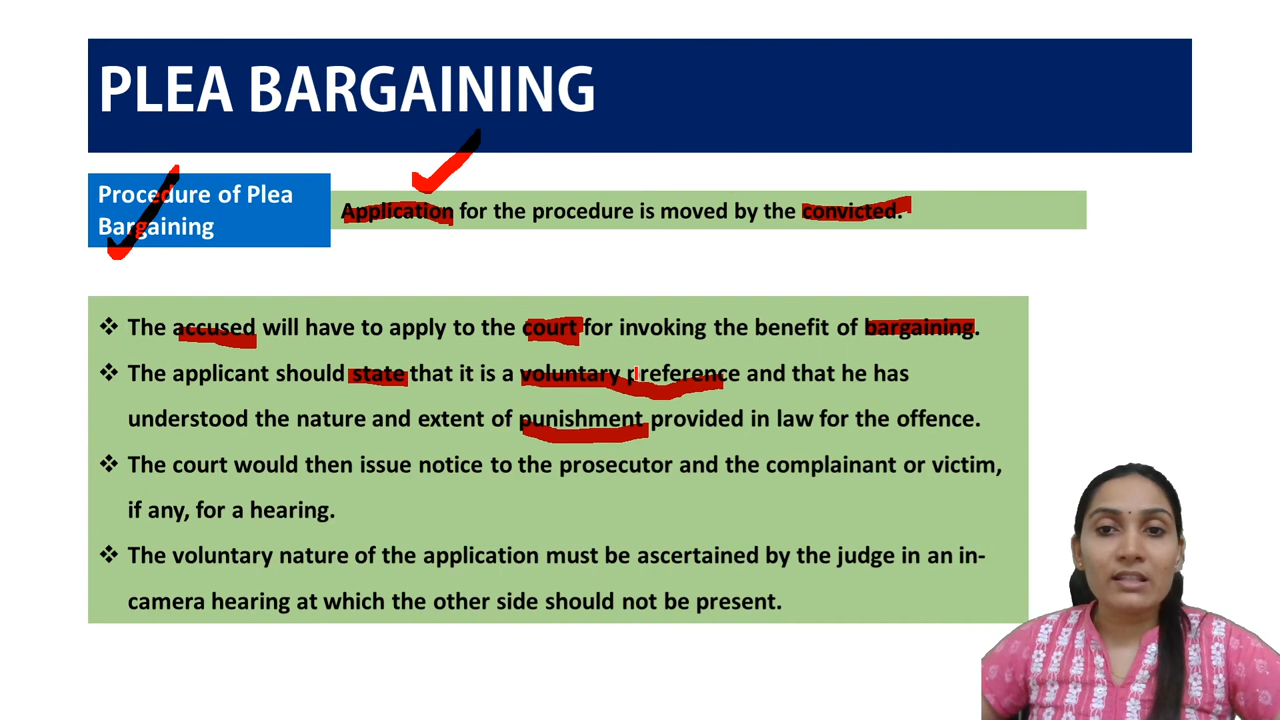 PLEA BARGAINING
Procedure of Plea
Bargaining
Application for the procedure is moved by the convicted.
❖ The accused will have to apply to the court for invoking the benefit of bargaining.
❖ The applicant should state that it is a voluntary preference and that he has
understood the nature and extent of punishment provided in law for the offence.
❖ The court would then issue notice to the prosecutor and the complainant or victim,
if any, for a hearing.
❖ The voluntary nature of the application must be ascertained by the judge in an in-
camera hearing at which the other side should not be present.